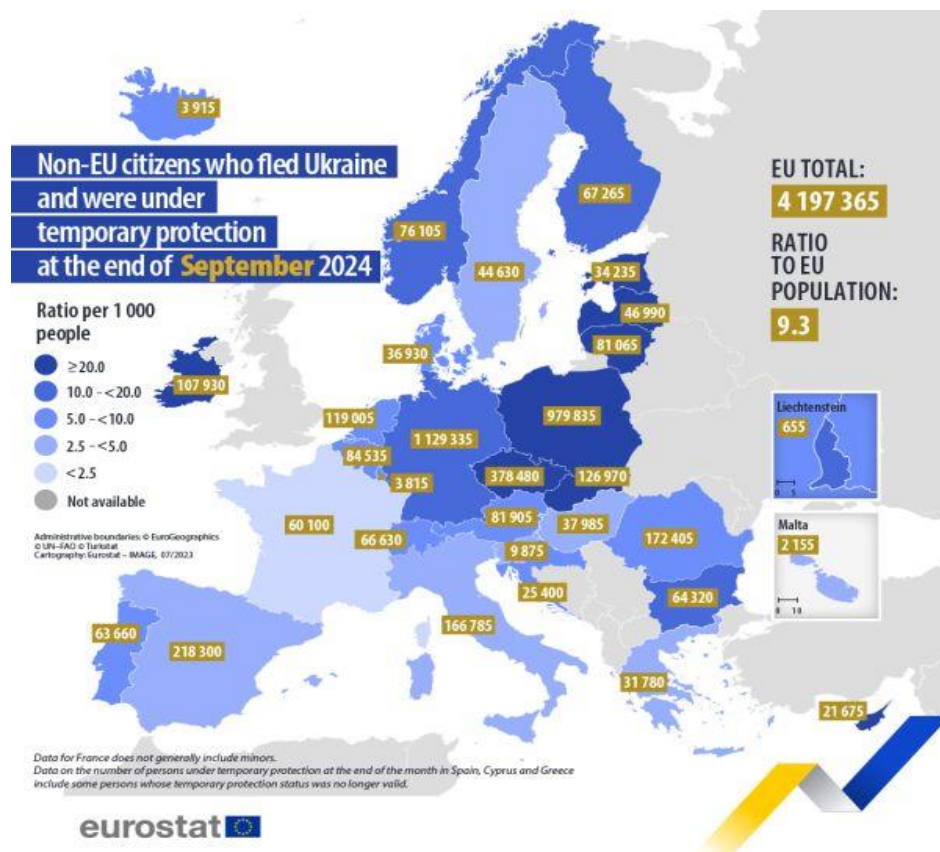 3 915
Non-EU citizens who fled Ukraine
and were under
temporary protection
at the end of September 2024
EU TOTAL:
4 197 365
RATIO
TO EU
POPULATION:
9.3
Ratio per 1 000
people
≥20.0
10.0 - <20.0
5.0 - <10.0
2.5 - <5.0
<2.5
Not available
Administrative boundaries: © EuroGeographics
© UN–FAO © Turkstat
Cartography: Eurostat – IMAGE, 07/2023
67 265
76 105
44 630
34 235
46 990
81 065
36 930
107 930
119 005
979 835
1 129 335
84 535
378 480
126 970
3 815
60 100
81 905
37 985
66 630
9 875
172 405
25 400
64 320
63 660
166 785
218 300
31 780
21 675
Liechtenstein
655
0 5
Malta
2 155
0 10
Data for France does not generally include minors.
Data on the number of persons under temporary protection at the end of the month in Spain, Cyprus and Greece
include some persons whose temporary protection status was no longer valid.
eurostat